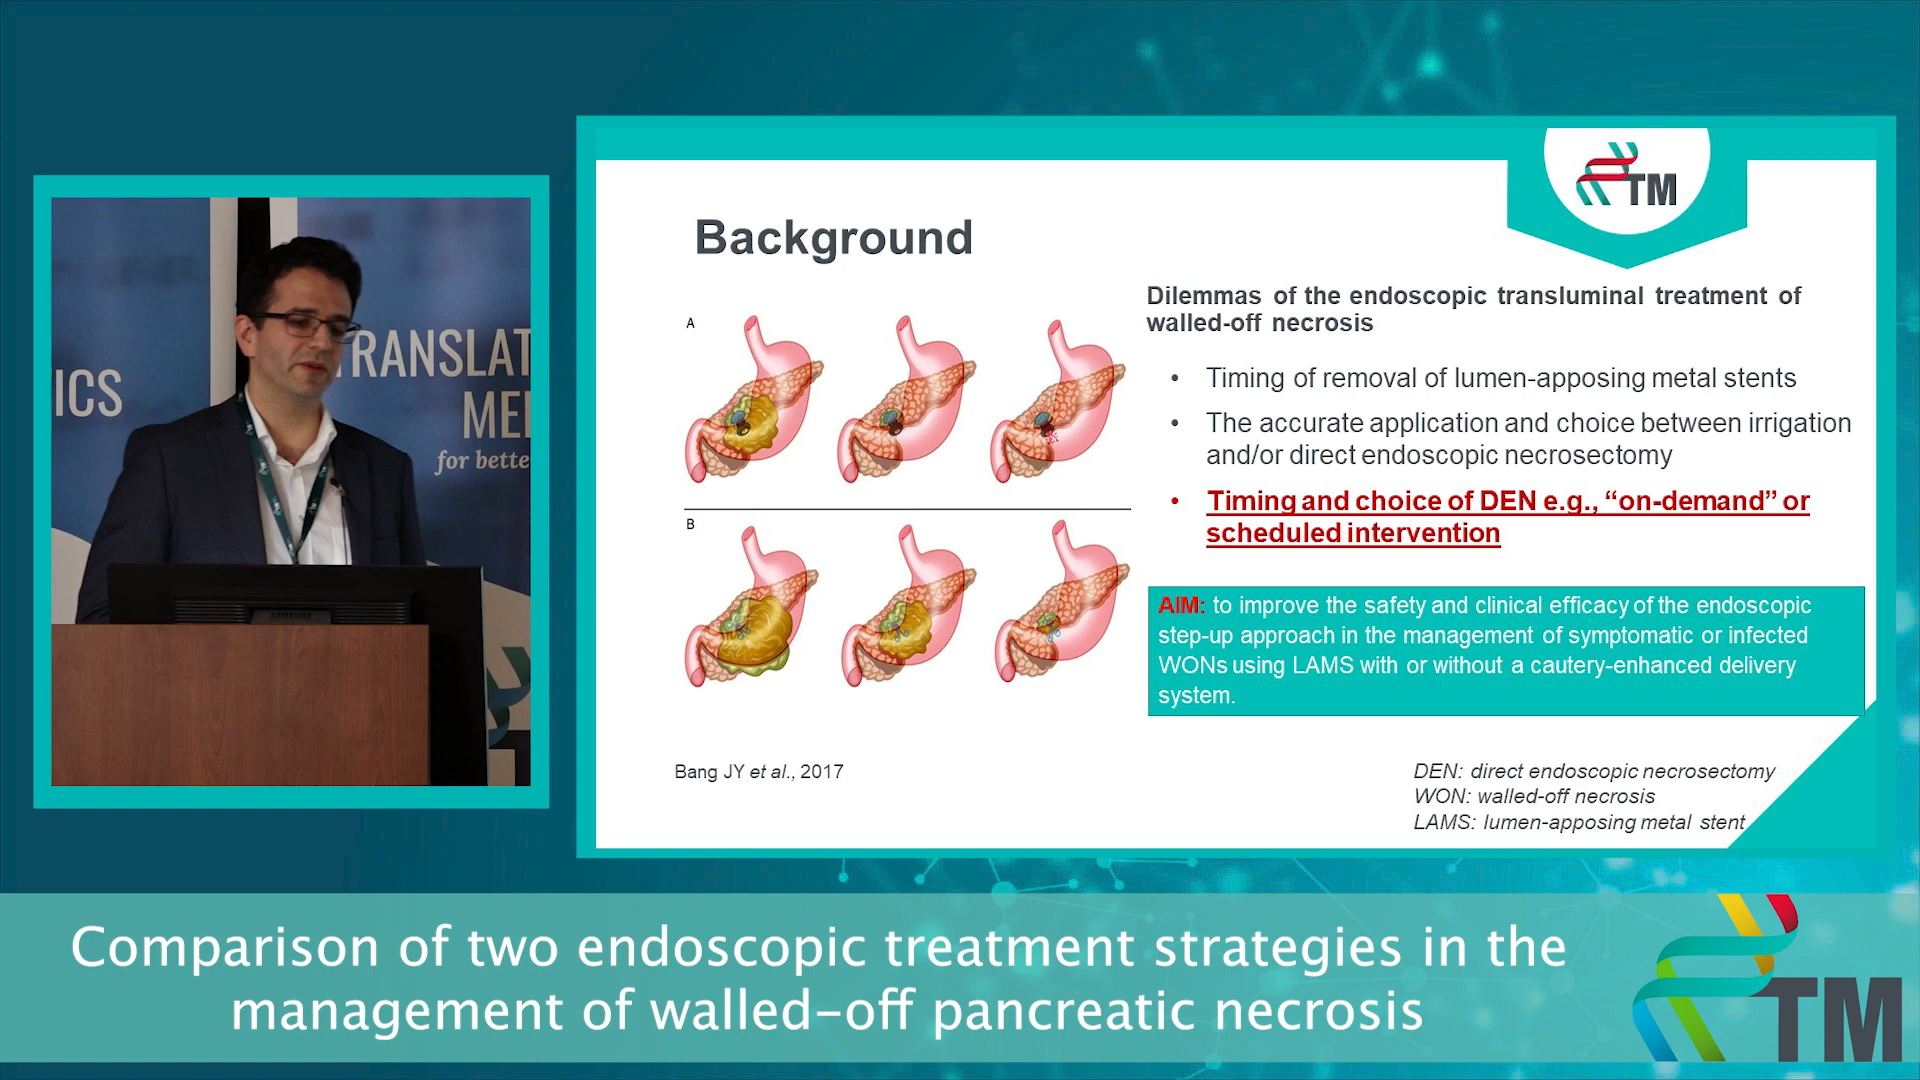 ICS
TRANSLAT
MEI
for bette
SAMSUNG
TM
Background
A
B
Bang JY et al., 2017
Dilemmas of the endoscopic transluminal treatment of
walled-off necrosis
• Timing of removal of lumen-apposing metal stents
• The accurate application and choice between irrigation
and/or direct endoscopic necrosectomy
• Timing and choice of DEN e.g., “on-demand” or
scheduled intervention
AIM: to improve the safety and clinical efficacy of the endoscopic
step-up approach in the management of symptomatic or infected
WONs using LAMS with or without a cautery-enhanced delivery
system.
DEN: direct endoscopic necrosectomy
WON: walled-off necrosis
LAMS: lumen-apposing metal stent
Comparison of two endoscopic treatment strategies in the
management of walled-off pancreatic necrosis
TM